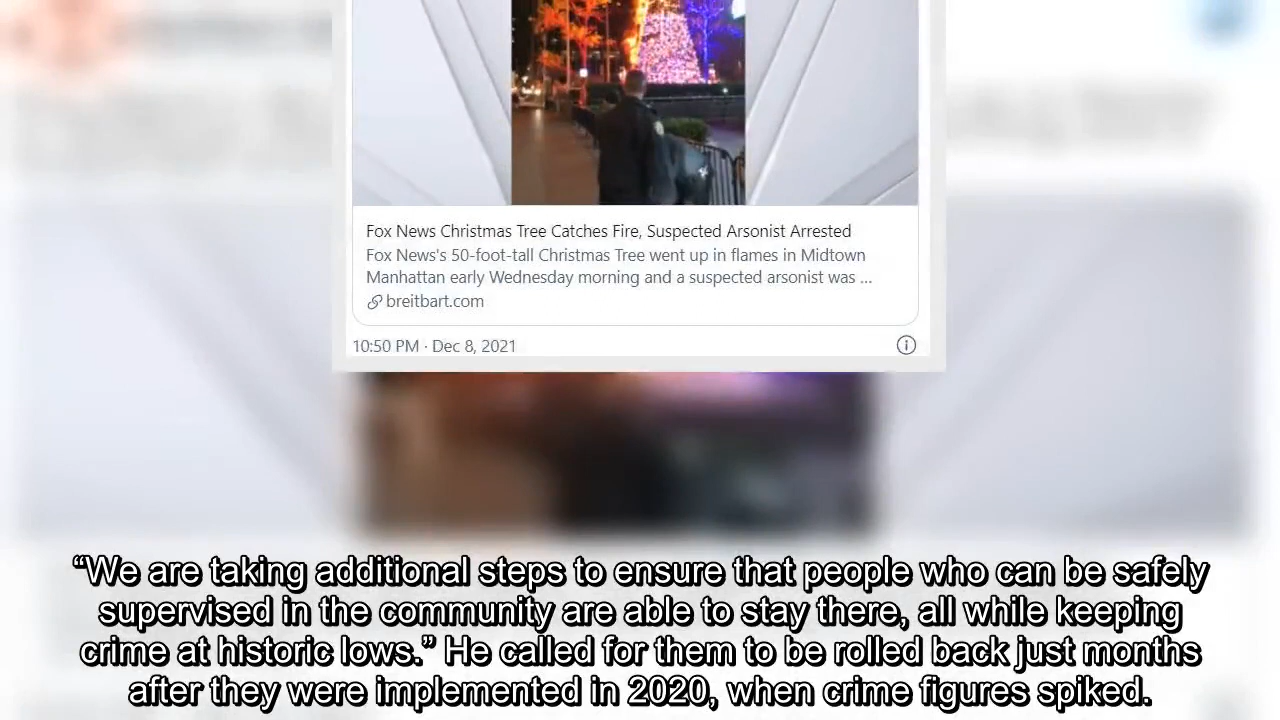 Fox News Christmas Tree Catches Fire, Suspected Arsonist Arrested
Fox News's 50-foot-tall Christmas Tree went up in flames in Midtown
Manhattan early Wednesday morning and a suspected arsonist was ...
breitbart.com
10:50 PM · Dec 8, 2021
“We are taking additional steps to ensure that people who can be safely
supervised in the community are able to stay there, all while keeping
crime at historic lows.” He called for them to be rolled back just months
after they were implemented in 2020, when crime figures spiked.